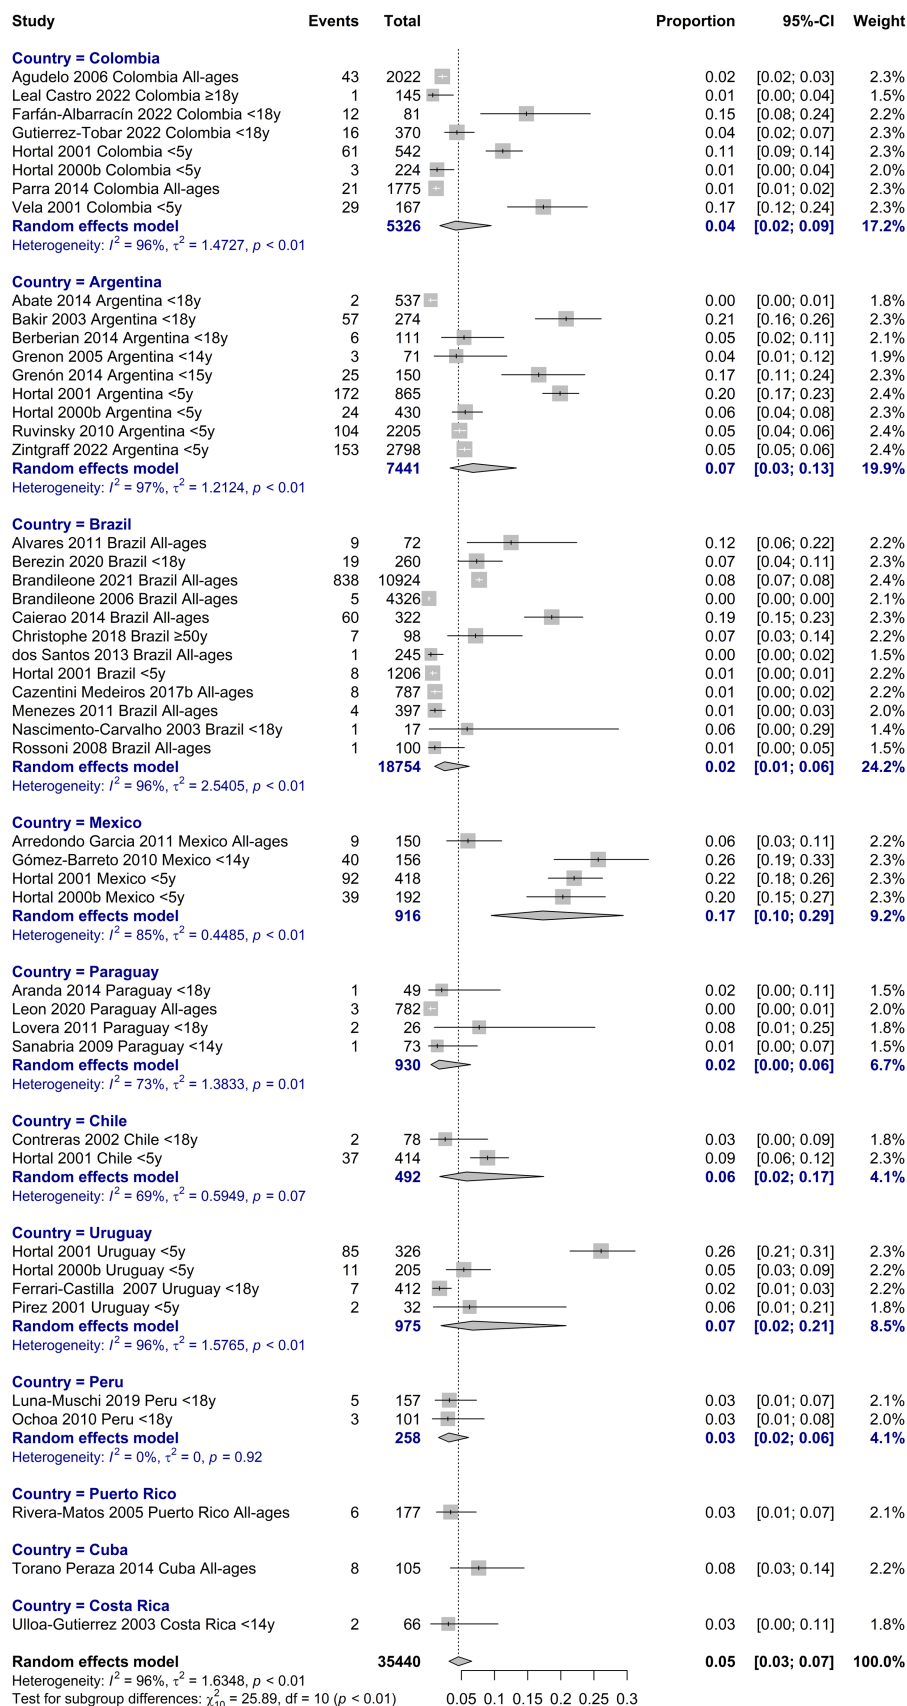 Study Events Total Proportion 95%-CI Weight
Country = Colombia
Agudelo 2006 Colombia All-ages 43 2022 0.02 [0.02; 0.03] 2.3%
Leal Castro 2022 Colombia ≥18y 1 145 0.01 [0.00; 0.04] 1.5%
Farfán-Albarracín 2022 Colombia <18y 12 81 0.15 [0.08; 0.24] 2.2%
Gutierrez-Tobar 2022 Colombia <18y 16 370 0.04 [0.02; 0.07] 2.3%
Hortal 2001 Colombia <5y 61 542 0.11 [0.09; 0.14] 2.3%
Hortal 2000b Colombia <5y 3 224 0.01 [0.00; 0.04] 2.0%
Parra 2014 Colombia All-ages 21 1775 0.01 [0.01; 0.02] 2.3%
Vela 2001 Colombia <5y 29 167 0.17 [0.12; 0.24] 2.3%
Random effects model 5326 0.04 [0.02; 0.09] 17.2%
Heterogeneity: I² = 96%, τ² = 1.4727, p < 0.01
Country = Argentina
Abate 2014 Argentina <18y 2 537 0.00 [0.00; 0.01] 1.8%
Bakir 2003 Argentina <18y 57 274 0.21 [0.16; 0.26] 2.3%
Berberian 2014 Argentina <18y 6 111 0.05 [0.02; 0.11] 2.1%
Grenon 2005 Argentina <14y 3 71 0.04 [0.01; 0.12] 1.9%
Grenón 2014 Argentina <15y 25 150 0.17 [0.11; 0.24] 2.3%
Hortal 2001 Argentina <5y 172 865 0.20 [0.17; 0.23] 2.4%
Hortal 2000b Argentina <5y 24 430 0.06 [0.04; 0.08] 2.3%
Ruvinsky 2010 Argentina <5y 104 2205 0.05 [0.04; 0.06] 2.4%
Zintgraff 2022 Argentina <5y 153 2798 0.05 [0.05; 0.06] 2.4%
Random effects model 7441 0.07 [0.03; 0.13] 19.9%
Heterogeneity: I² = 97%, τ² = 1.2124, p < 0.01
Country = Brazil
Alvares 2011 Brazil All-ages 9 72 0.12 [0.06; 0.22] 2.2%
Berezin 2020 Brazil <18y 19 260 0.07 [0.04; 0.11] 2.3%
Brandileone 2021 Brazil All-ages 838 10924 0.08 [0.07; 0.08] 2.4%
Brandileone 2006 Brazil All-ages 5 4326 0.00 [0.00; 0.00] 2.1%
Caierao 2014 Brazil All-ages 60 322 0.19 [0.15; 0.23] 2.3%
Christophe 2018 Brazil ≥50y 7 98 0.07 [0.03; 0.14] 2.2%
dos Santos 2013 Brazil All-ages 1 245 0.00 [0.00; 0.02] 1.5%
Hortal 2001 Brazil <5y 8 1206 0.01 [0.00; 0.01] 2.2%
Cazentini Medeiros 2017b All-ages 8 787 0.01 [0.00; 0.02] 2.2%
Menezes 2011 Brazil All-ages 4 397 0.01 [0.00; 0.03] 2.0%
Nascimento-Carvalho 2003 Brazil <18y 1 17 0.06 [0.00; 0.29] 1.4%
Rossoni 2008 Brazil All-ages 1 100 0.01 [0.00; 0.05] 1.5%
Random effects model 18754 0.02 [0.01; 0.06] 24.2%
Heterogeneity: I² = 96%, τ² = 2.5405, p < 0.01
Country = Mexico
Arredondo Garcia 2011 Mexico All-ages 9 150 0.06 [0.03; 0.11] 2.2%
Gómez-Barreto 2010 Mexico <14y 40 156 0.26 [0.19; 0.33] 2.3%
Hortal 2001 Mexico <5y 92 418 0.22 [0.18; 0.26] 2.3%
Hortal 2000b Mexico <5y 39 192 0.20 [0.15; 0.27] 2.3%
Random effects model 916 0.17 [0.10; 0.29] 9.2%
Heterogeneity: I² = 85%, τ² = 0.4485, p < 0.01
Country = Paraguay
Aranda 2014 Paraguay <18y 1 49 0.02 [0.00; 0.11] 1.5%
Leon 2020 Paraguay All-ages 3 782 0.00 [0.00; 0.01] 2.0%
Lovera 2011 Paraguay <18y 2 26 0.08 [0.01; 0.25] 1.8%
Sanabria 2009 Paraguay <14y 1 73 0.01 [0.00; 0.07] 1.5%
Random effects model 930 0.02 [0.00; 0.06] 6.7%
Heterogeneity: I² = 73%, τ² = 1.3833, p = 0.01
Country = Chile
Contreras 2002 Chile <18y 2 78 0.03 [0.00; 0.09] 1.8%
Hortal 2001 Chile <5y 37 414 0.09 [0.06; 0.12] 2.3%
Random effects model 492 0.06 [0.02; 0.17] 4.1%
Heterogeneity: I² = 69%, τ² = 0.5949, p = 0.07
Country = Uruguay
Hortal 2001 Uruguay <5y 85 326 0.26 [0.21; 0.31] 2.3%
Hortal 2000b Uruguay <5y 11 205 0.05 [0.03; 0.09] 2.2%
Ferrari-Castilla 2007 Uruguay <18y 7 412 0.02 [0.01; 0.03] 2.2%
Pirez 2001 Uruguay <5y 2 32 0.06 [0.01; 0.21] 1.8%
Random effects model 975 0.07 [0.02; 0.21] 8.5%
Heterogeneity: I² = 96%, τ² = 1.5765, p < 0.01
Country = Peru
Luna-Muschi 2019 Peru <18y 5 157 0.03 [0.01; 0.07] 2.1%
Ochoa 2010 Peru <18y 3 101 0.03 [0.01; 0.08] 2.0%
Random effects model 258 0.03 [0.02; 0.06] 4.1%
Heterogeneity: I² = 0%, τ² = 0, p = 0.92
Country = Puerto Rico
Rivera-Matos 2005 Puerto Rico All-ages 6 177 0.03 [0.01; 0.07] 2.1%
Country = Cuba
Torano Peraza 2014 Cuba All-ages 8 105 0.08 [0.03; 0.14] 2.2%
Country = Costa Rica
Ulloa-Gutierrez 2003 Costa Rica <14y 2 66 0.03 [0.00; 0.11] 1.8%
Random effects model 35440 0.05 [0.03; 0.07] 100.0%
Heterogeneity: I² = 96%, τ² = 1.6348, p < 0.01
Test for subgroup differences: χ²₁₀ = 25.89, df = 10 (p < 0.01)
0.05 0.1 0.15 0.2 0.25 0.3